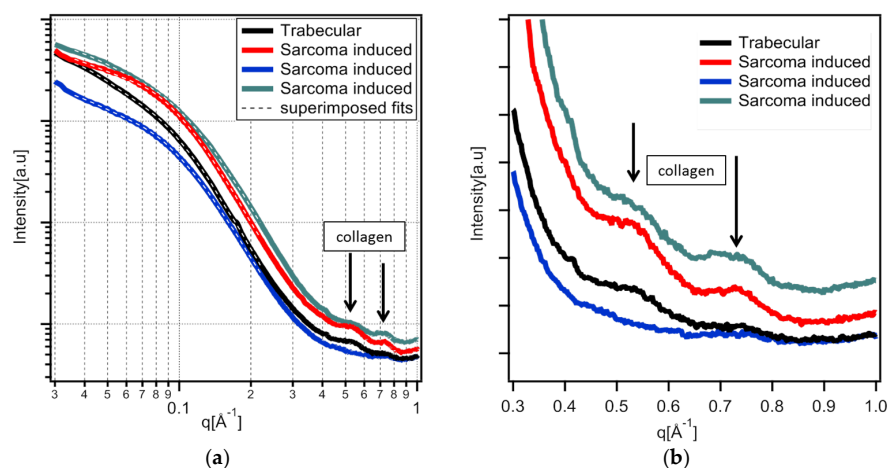 Trabecular
Sarcoma induced
Sarcoma induced
Sarcoma induced
superimposed fits
Intensity[a.u]
collagen
3 4 5 6 7 8 9 0.1 2 3 4 5 6 7 8 9 1
q[Å⁻¹]
(a)
Trabecular
Sarcoma induced
Sarcoma induced
Sarcoma induced
Intensity[a.u]
collagen
0.3 0.4 0.5 0.6 0.7 0.8 0.9 1.0
q[Å⁻¹]
(b)